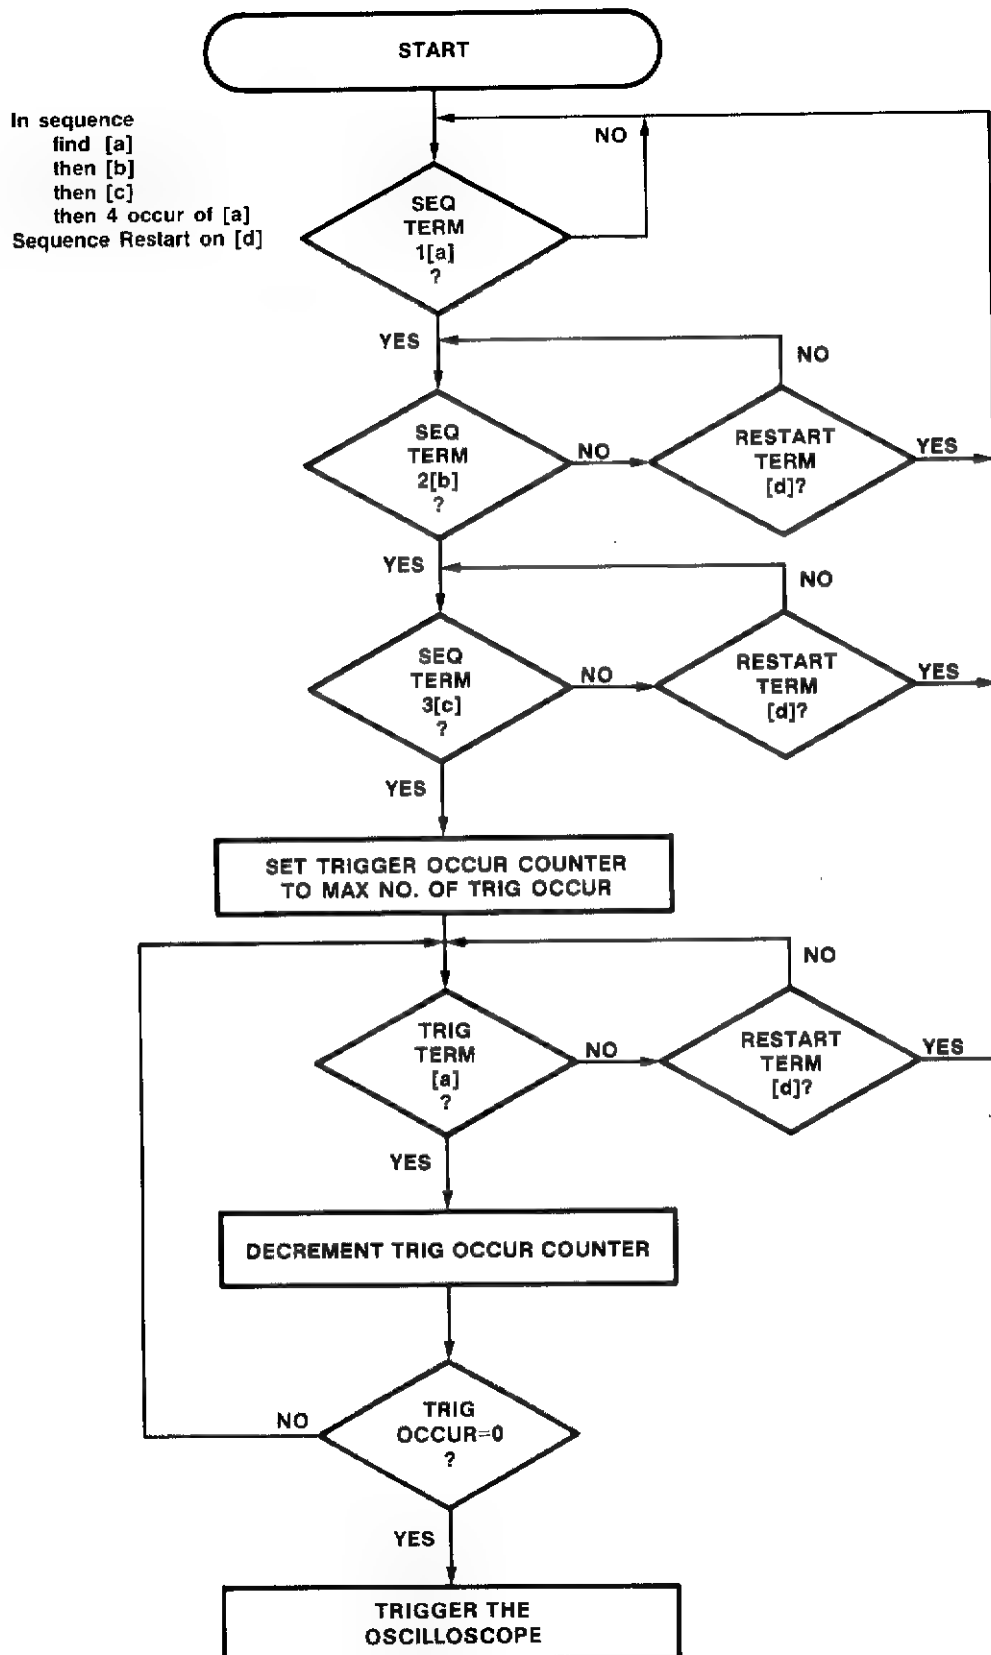 START
In sequence
find [a]
then [b]
then [c]
then 4 occur of [a]
Sequence Restart on [d]
NO
SEQ
TERM
1[a]
?
YES
NO
SEQ
TERM
2[b]
?
NO
RESTART
TERM
[d]?
YES
YES
NO
SEQ
TERM
3[c]
?
NO
RESTART
TERM
[d]?
YES
YES
SET TRIGGER OCCUR COUNTER
TO MAX NO. OF TRIG OCCUR
NO
TRIG
TERM
[a]
?
NO
RESTART
TERM
[d]?
YES
YES
DECREMENT TRIG OCCUR COUNTER
TRIG
OCCUR=0
?
NO
YES
TRIGGER THE
OSCILLOSCOPE